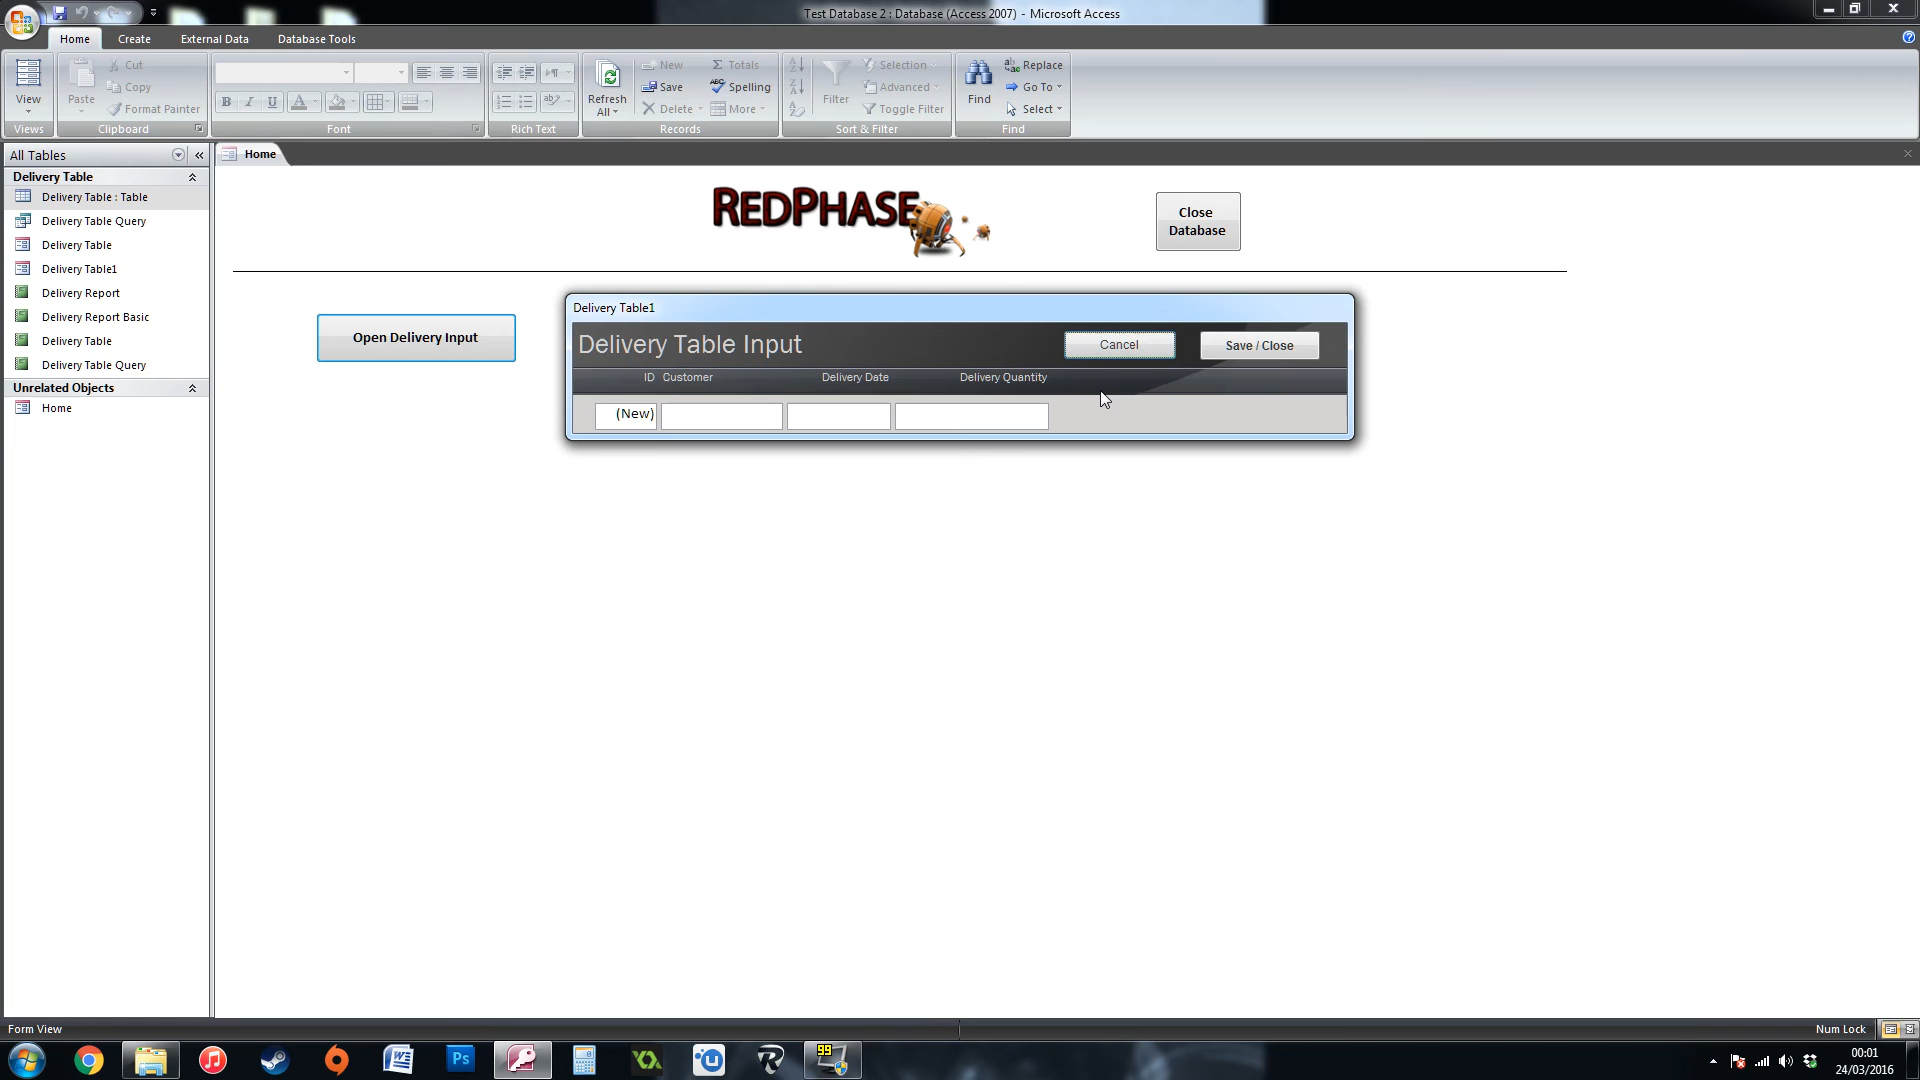 Test Database 2 : Database (Access 2007) - Microsoft Access
Home Create External Data Database Tools
View
Views
Paste
Cut
Copy
Format Painter
Clipboard
B I U A
Font
Rich Text
Refresh All
New
Save
Delete
Totals
Spelling
More
Records
Filter
Selection
Advanced
Toggle Filter
Sort & Filter
Find
Replace
Go To
Select
Find
All Tables
Delivery Table
Delivery Table : Table
Delivery Table Query
Delivery Table
Delivery Table1
Delivery Report
Delivery Report Basic
Delivery Table
Delivery Table Query
Unrelated Objects
Home
Home
REDPHASE
Close
Database
Open Delivery Input
Delivery Table1
Delivery Table Input
Cancel
Save / Close
ID Customer Delivery Date Delivery Quantity
(New)
Form View
Num Lock
W
Ps
99
00:01
24/03/2016